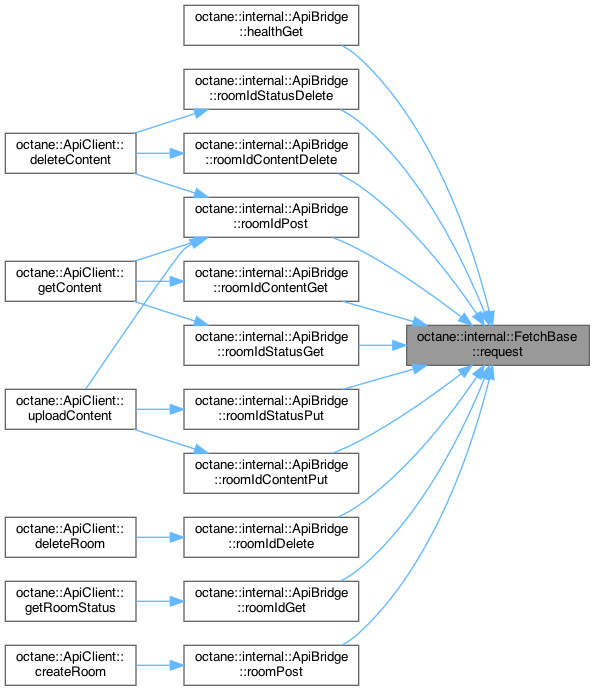 octane::internal::ApiBridge
::healthGet
octane::internal::ApiBridge
::roomIdStatusDelete
octane::ApiClient::
deleteContent
octane::internal::ApiBridge
::roomIdContentDelete
octane::internal::ApiBridge
::roomIdPost
octane::ApiClient::
getContent
octane::internal::ApiBridge
::roomIdContentGet
octane::internal::ApiBridge
::roomIdStatusGet
octane::internal::FetchBase
::request
octane::ApiClient::
uploadContent
octane::internal::ApiBridge
::roomIdStatusPut
octane::internal::ApiBridge
::roomIdContentPut
octane::ApiClient::
deleteRoom
octane::internal::ApiBridge
::roomIdDelete
octane::ApiClient::
getRoomStatus
octane::internal::ApiBridge
::roomIdGet
octane::ApiClient::
createRoom
octane::internal::ApiBridge
::roomPost